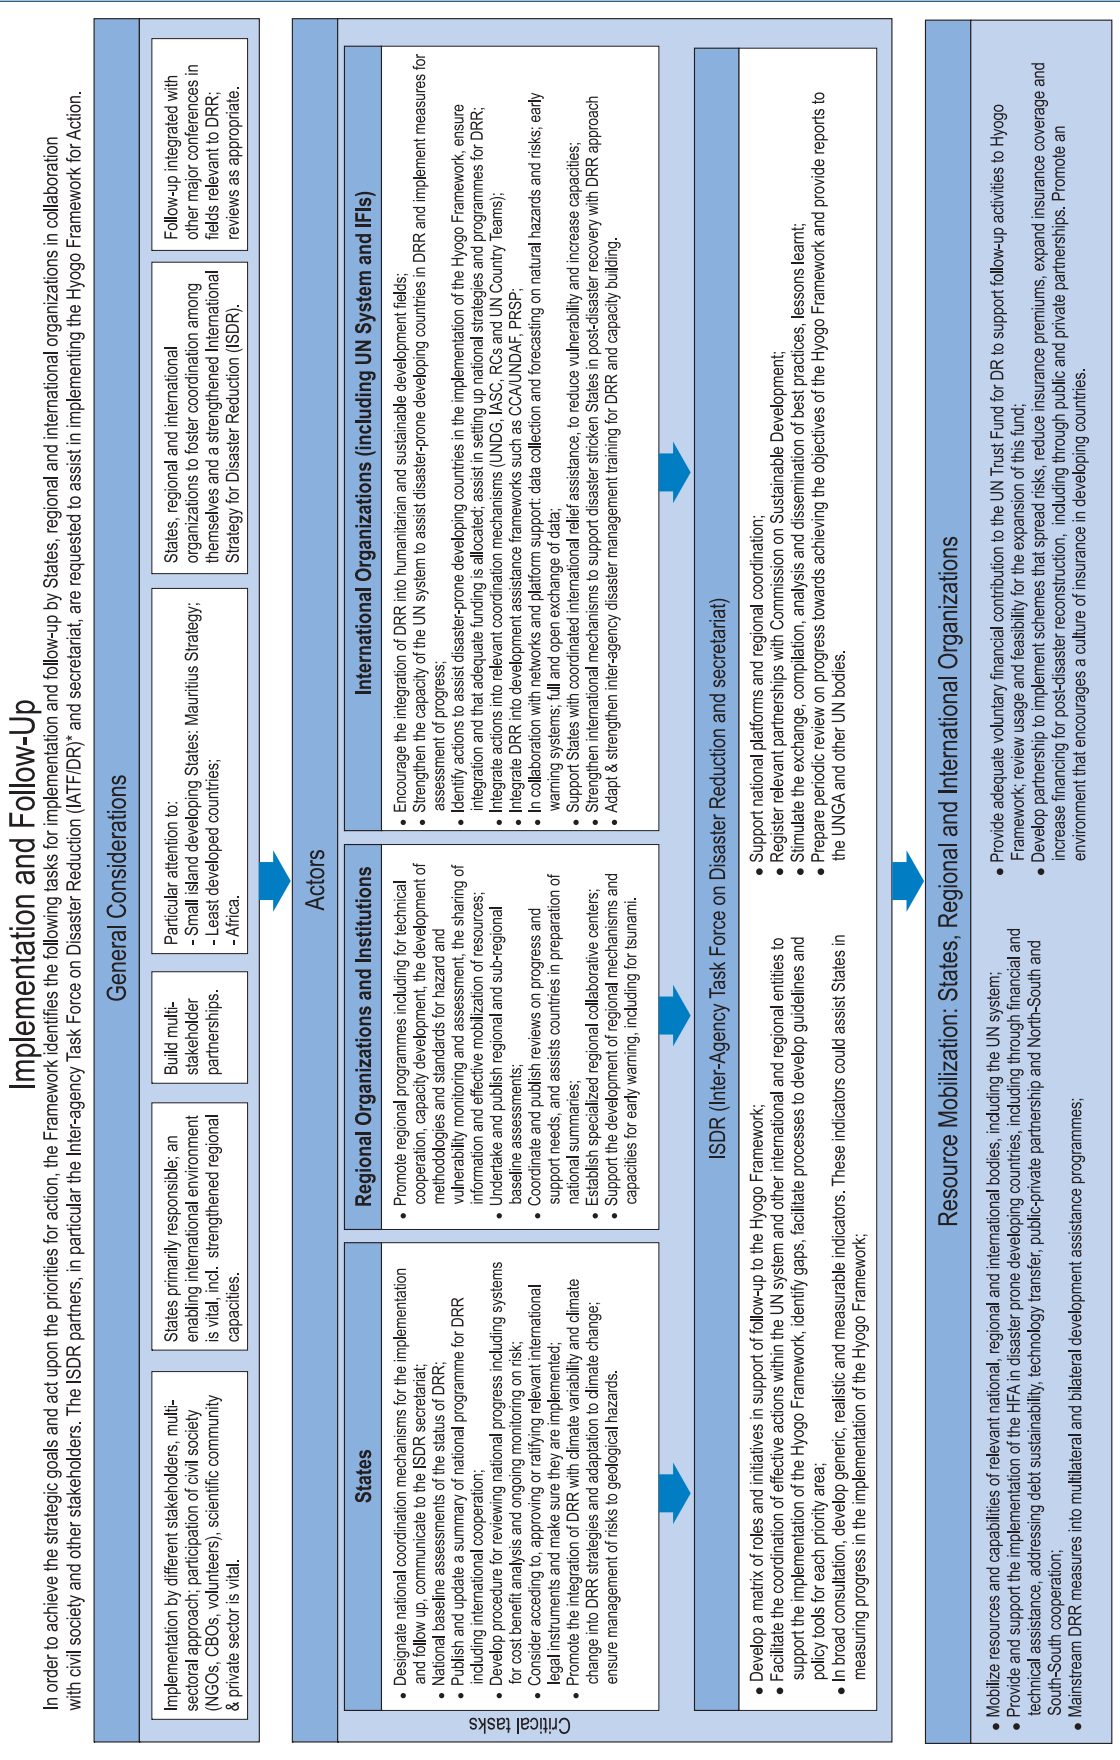 Implementation and Follow-Up
In order to achieve the strategic goals and act upon the priorities for action, the Framework identifies the following tasks for implementation and follow-up by States, regional and international organizations in collaboration
with civil society and other stakeholders. The ISDR partners, in particular the Inter-agency Task Force on Disaster Reduction (IATF/DR)* and secretariat, are requested to assist in implementing the Hyogo Framework for Action.
General Considerations
Implementation by different stakeholders, multi-
sectoral approach; participation of civil society
(NGOs, CBOs, volunteers), scientific community
& private sector is vital.
States primarily responsible; an
enabling international environment
is vital, incl. strengthened regional
capacities.
Build multi-
stakeholder
partnerships.
Particular attention to:
- Small island developing States: Mauritius Strategy;
- Least developed countries;
- Africa.
States, regional and international
organizations to foster coordination among
themselves and a strengthened International
Strategy for Disaster Reduction (ISDR).
Follow-up integrated with
other major conferences in
fields relevant to DRR;
reviews as appropriate.
Actors
Critical tasks
States
• Designate national coordination mechanisms for the implementation
and follow up, communicate to the ISDR secretariat;
• National baseline assessments of the status of DRR;
• Publish and update a summary of national programme for DRR
including international cooperation;
• Develop procedure for reviewing national progress including systems
for cost benefit analysis and ongoing monitoring on risk;
• Consider acceding to, approving or ratifying relevant international
legal instruments and make sure they are implemented;
• Promote the integration of DRR with climate variability and climate
change into DRR strategies and adaptation to climate change;
ensure management of risks to geological hazards.
Regional Organizations and Institutions
• Promote regional programmes including for technical
cooperation, capacity development, the development of
methodologies and standards for hazard and
vulnerability monitoring and assessment, the sharing of
information and effective mobilization of resources;
• Undertake and publish regional and sub-regional
baseline assessments;
• Coordinate and publish reviews on progress and
support needs, and assists countries in preparation of
national summaries;
• Establish specialized regional collaborative centers;
• Support the development of regional mechanisms and
capacities for early warning, including for tsunami.
International Organizations (including UN System and IFIs)
• Encourage the integration of DRR into humanitarian and sustainable development fields;
• Strengthen the capacity of the UN system to assist disaster-prone developing countries in DRR and implement measures for
assessment of progress;
• Identify actions to assist disaster-prone developing countries in the implementation of the Hyogo Framework, ensure
integration and that adequate funding is allocated; assist in setting up national strategies and programmes for DRR;
• Integrate actions into relevant coordination mechanisms (UNDG, IASC, RCs and UN Country Teams);
• Integrate DRR into development assistance frameworks such as CCA/UNDAF, PRSP;
• In collaboration with networks and platform support: data collection and forecasting on natural hazards and risks; early
warning systems; full and open exchange of data;
• Support States with coordinated international relief assistance, to reduce vulnerability and increase capacities;
• Strengthen international mechanisms to support disaster stricken States in post-disaster recovery with DRR approach
• Adapt & strengthen inter-agency disaster management training for DRR and capacity building.
ISDR (Inter-Agency Task Force on Disaster Reduction and secretariat)
• Develop a matrix of roles and initiatives in support of follow-up to the Hyogo Framework;
• Facilitate the coordination of effective actions within the UN system and other international and regional entities to
support the implementation of the Hyogo Framework, identify gaps, facilitate processes to develop guidelines and
policy tools for each priority area;
• In broad consultation, develop generic, realistic and measurable indicators. These indicators could assist States in
measuring progress in the implementation of the Hyogo Framework;
• Support national platforms and regional coordination;
• Register relevant partnerships with Commission on Sustainable Development;
• Stimulate the exchange, compilation, analysis and dissemination of best practices, lessons learnt;
• Prepare periodic review on progress towards achieving the objectives of the Hyogo Framework and provide reports to
the UNGA and other UN bodies.
Resource Mobilization: States, Regional and International Organizations
• Mobilize resources and capabilities of relevant national, regional and international bodies, including the UN system;
• Provide and support the implementation of the HFA in disaster prone developing countries, including through financial and
technical assistance, addressing debt sustainability, technology transfer, public-private partnership and North-South and
South-South cooperation;
• Mainstream DRR measures into multilateral and bilateral development assistance programmes;
• Provide adequate voluntary financial contribution to the UN Trust Fund for DR to support follow-up activities to Hyogo
Framework; review usage and feasibility for the expansion of this fund;
• Develop partnership to implement schemes that spread risks, reduce insurance premiums, expand insurance coverage and
increase financing for post-disaster reconstruction, including through public and private partnerships. Promote an
environment that encourages a culture of insurance in developing countries.